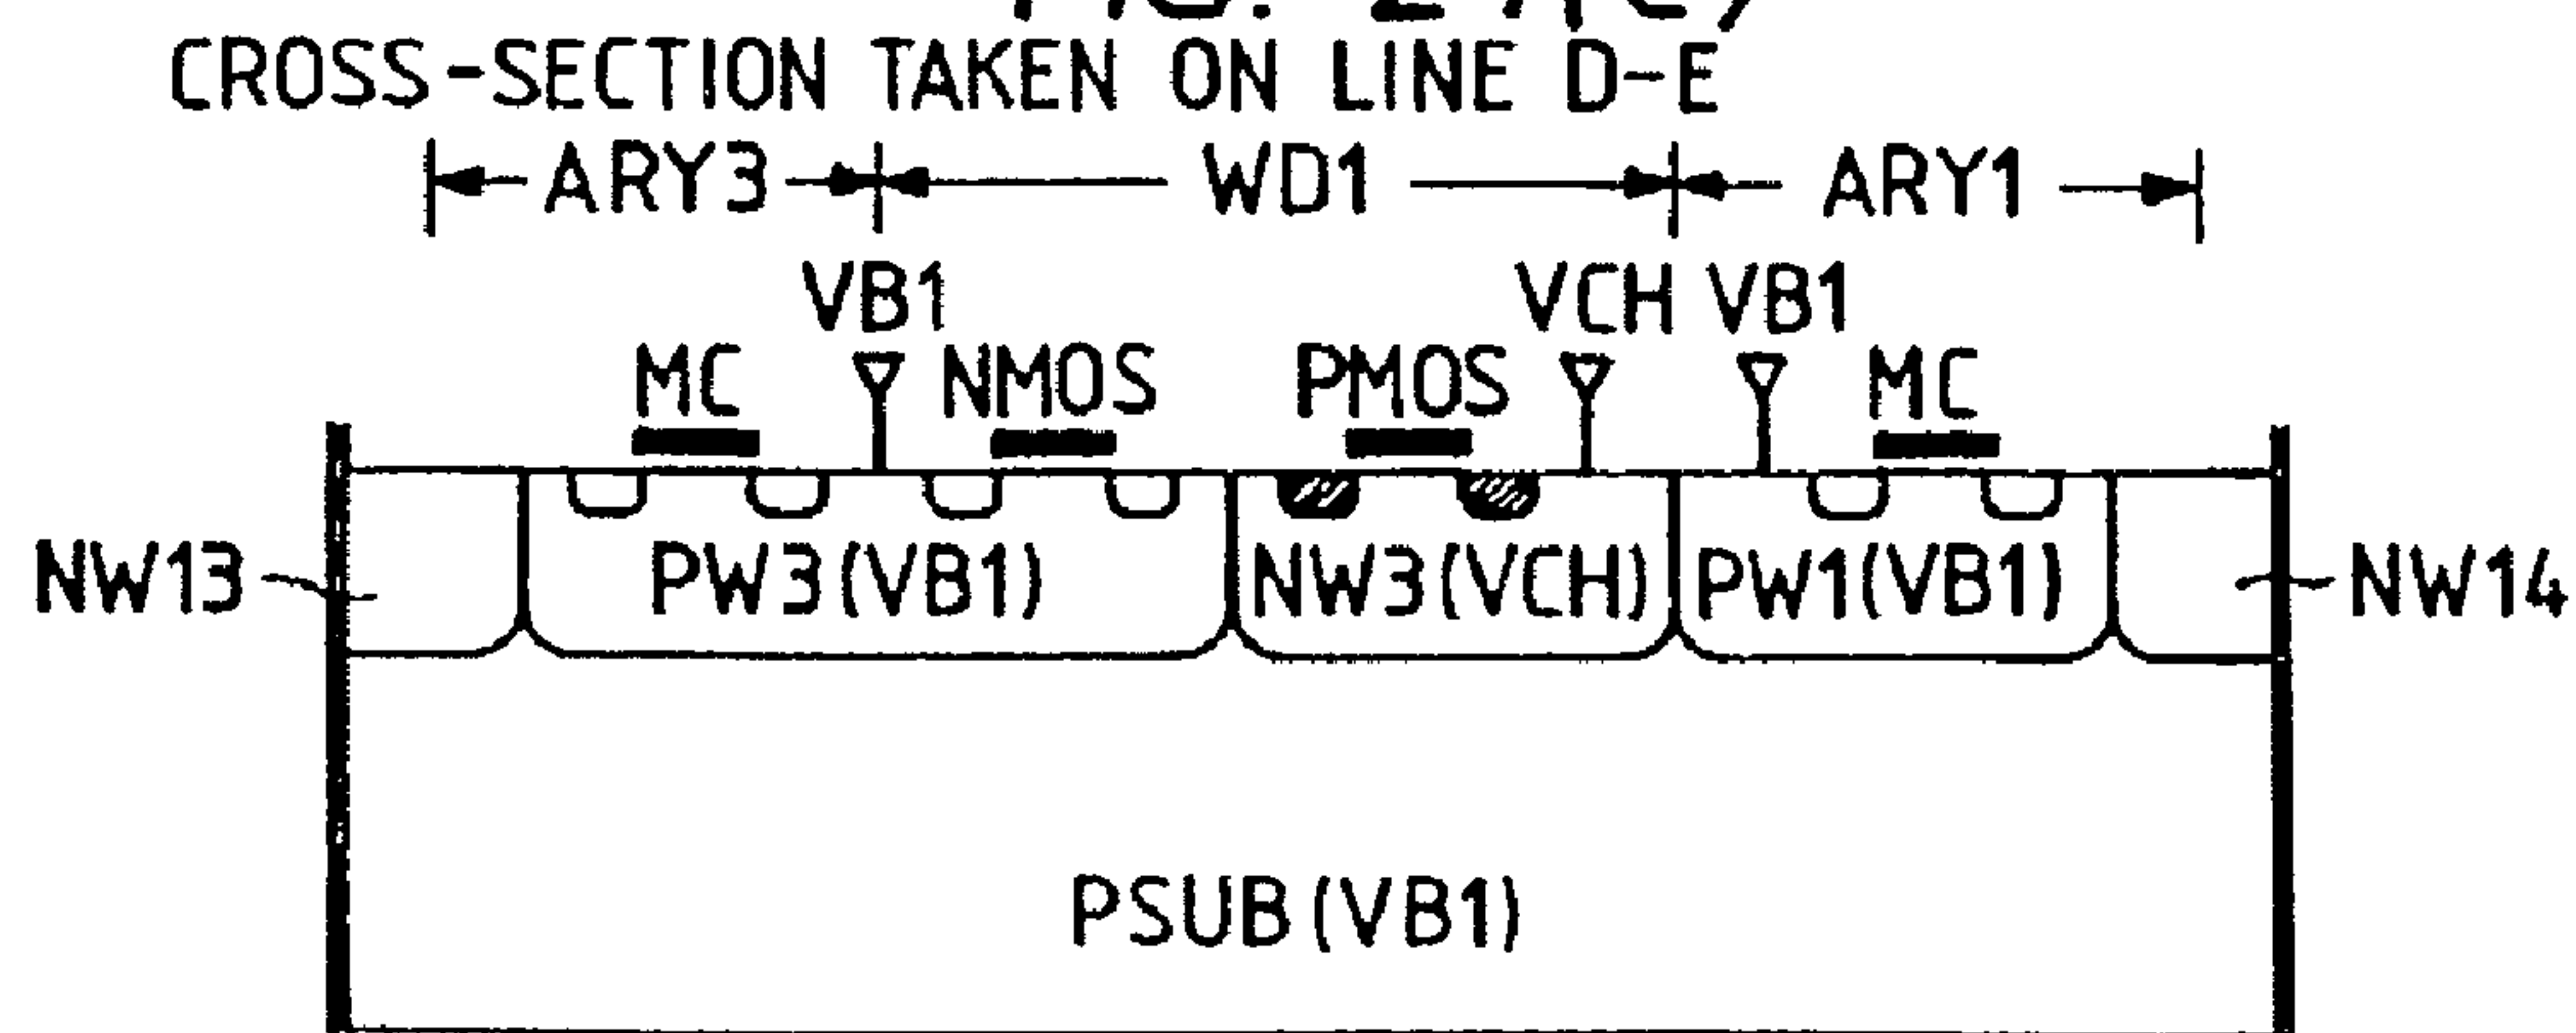 CROSS-SECTION TAKEN ON LINE D-E
ARY3 WD1 ARY1
VB1 VCH VB1
MC NMOS PMOS MC
NW13 PW3(VB1) NW3(VCH) PW1(VB1) NW14
PSUB(VB1)